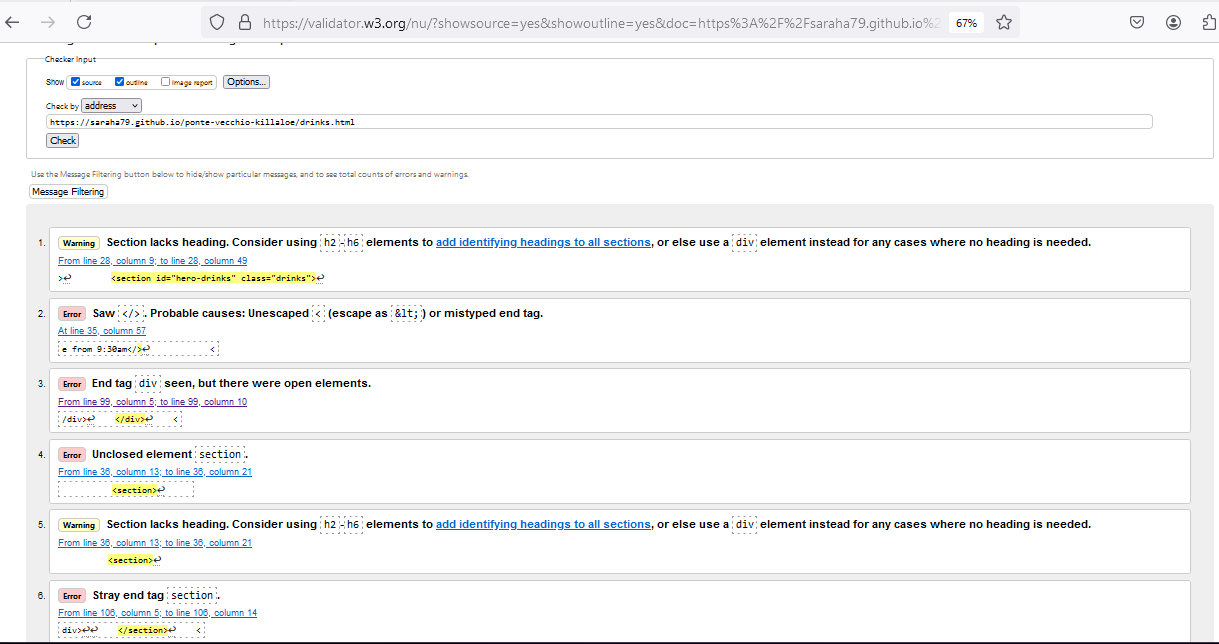 https://validator.w3.org/nu/?showsource=yes&showoutline=yes&doc=https%3A%2F%2Fsaraha79.github.io%2
67%
Checker Input
Show source outline image report Options...
Check by address
https://saraha79.github.io/ponte-vecchio-killaloe/drinks.html
Check
Use the Message Filtering button below to hide/show particular messages, and to see total counts of errors and warnings.
Message Filtering
1. Warning Section lacks heading. Consider using h2-h6 elements to add identifying headings to all sections, or else use a div element instead for any cases where no heading is needed.
From line 28, column 9; to line 28, column 49
>↩ <section id="hero-drinks" class="drinks">↩
2. Error Saw </>. Probable causes: Unescaped < (escape as &lt;) or mistyped end tag.
At line 35, column 57
e from 9:30am</>↩ <
3. Error End tag div seen, but there were open elements.
From line 99, column 5; to line 99, column 10
/div>↩ </div>↩ <
4. Error Unclosed element section.
From line 36, column 13; to line 36, column 21
<section>↩
5. Warning Section lacks heading. Consider using h2-h6 elements to add identifying headings to all sections, or else use a div element instead for any cases where no heading is needed.
From line 36, column 13; to line 36, column 21
<section>↩
6. Error Stray end tag section.
From line 106, column 5; to line 106, column 14
div>↩↩ </section>↩ <